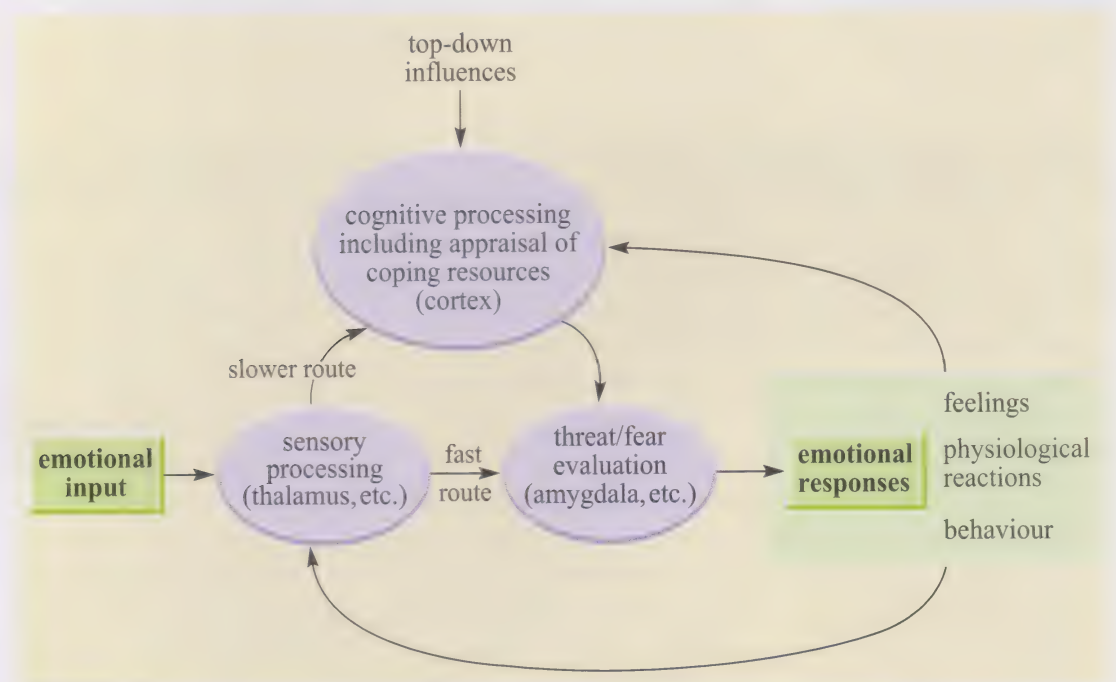 top-down
influences
cognitive processing
including appraisal of
coping resources
(cortex)
slower route
emotional
input
sensory
processing
(thalamus, etc.)
fast
route
threat/fear
evaluation
(amygdala, etc.)
emotional
responses
feelings
physiological
reactions
behaviour